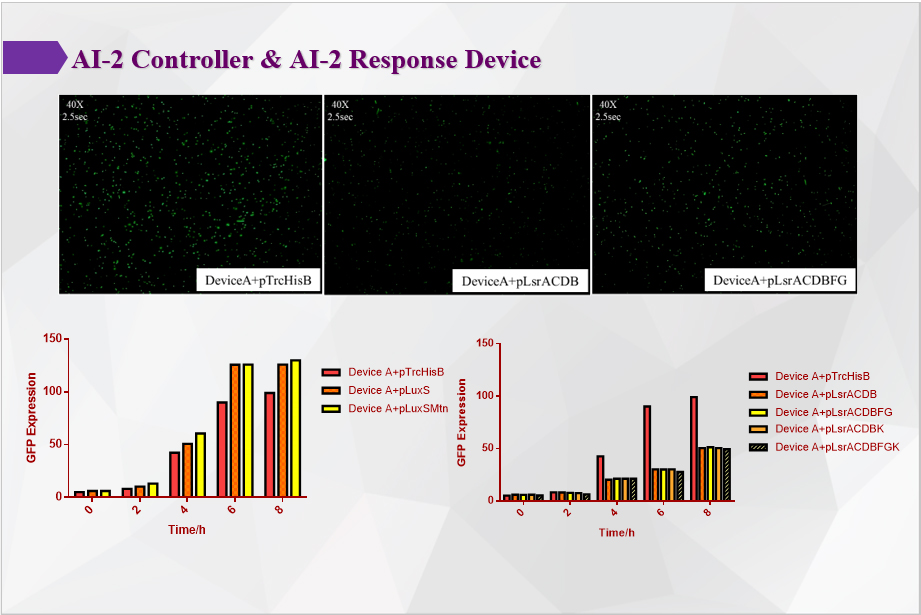 AI-2 Controller & AI-2 Response Device
40X
2.5sec
DeviceA+pTrcHisB
40X
2.5sec
DeviceA+pLsrACDB
40X
2.5sec
DeviceA+pLsrACDBFG
GFP Expression
150
100
50
0
0
2
4
6
8
Time/h
Device A+pTrcHisB
Device A+pLuxS
Device A+pLuxSMtn
GFP Expression
150
100
50
0
0
2
4
6
8
Time/h
Device A+pTrcHisB
Device A+pLsrACDB
Device A+pLsrACDBFG
Device A+pLsrACDBK
Device A+pLsrACDBFGK